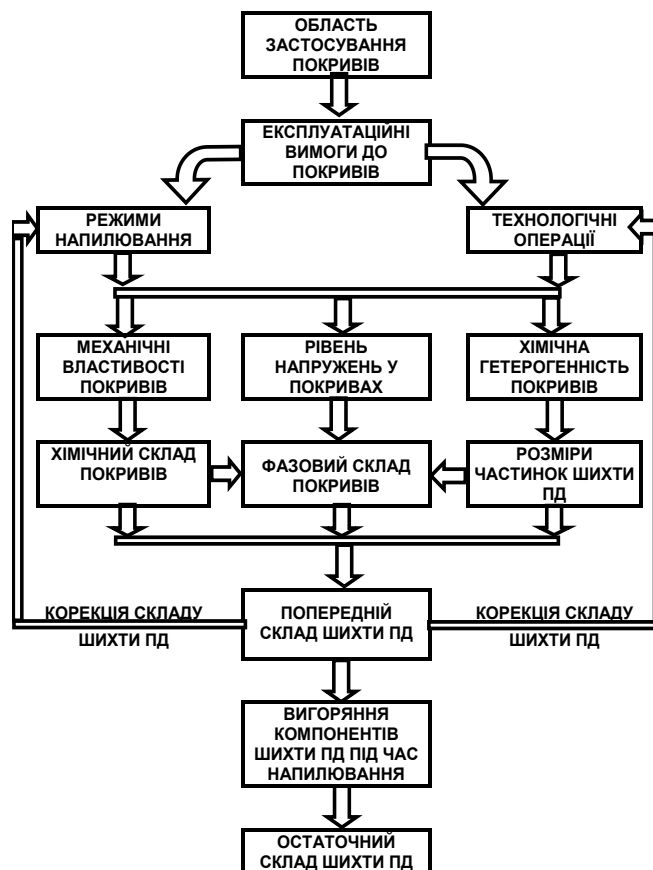 ОБЛАСТЬ
ЗАСТОСУВАННЯ
ПОКРИВІВ
ЕКСПЛУАТАЦІЙНІ
ВИМОГИ ДО
ПОКРИВІВ
РЕЖИМИ
НАПИЛЮВАННЯ
ТЕХНОЛОГІЧНІ
ОПЕРАЦІЇ
МЕХАНІЧНІ
ВЛАСТИВОСТІ
ПОКРИВІВ
РІВЕНЬ
НАПРУЖЕНЬ У
ПОКРИВАХ
ХІМІЧНА
ГЕТЕРОГЕННІСТЬ
ПОКРИВІВ
ХІМІЧНИЙ СКЛАД
ПОКРИВІВ
ФАЗОВИЙ СКЛАД
ПОКРИВІВ
РОЗМІРИ
ЧАСТИНОК ШИХТИ
ПД
КОРЕКЦІЯ СКЛАДУ
ШИХТИ ПД
ПОПЕРЕДНІЙ
СКЛАД ШИХТИ ПД
КОРЕКЦІЯ СКЛАДУ
ШИХТИ ПД
ВИГОРЯННЯ
КОМПОНЕНТІВ
ШИХТИ ПД ПІД ЧАС
НАПИЛЮВАННЯ
ОСТАТОЧНИЙ
СКЛАД ШИХТИ ПД